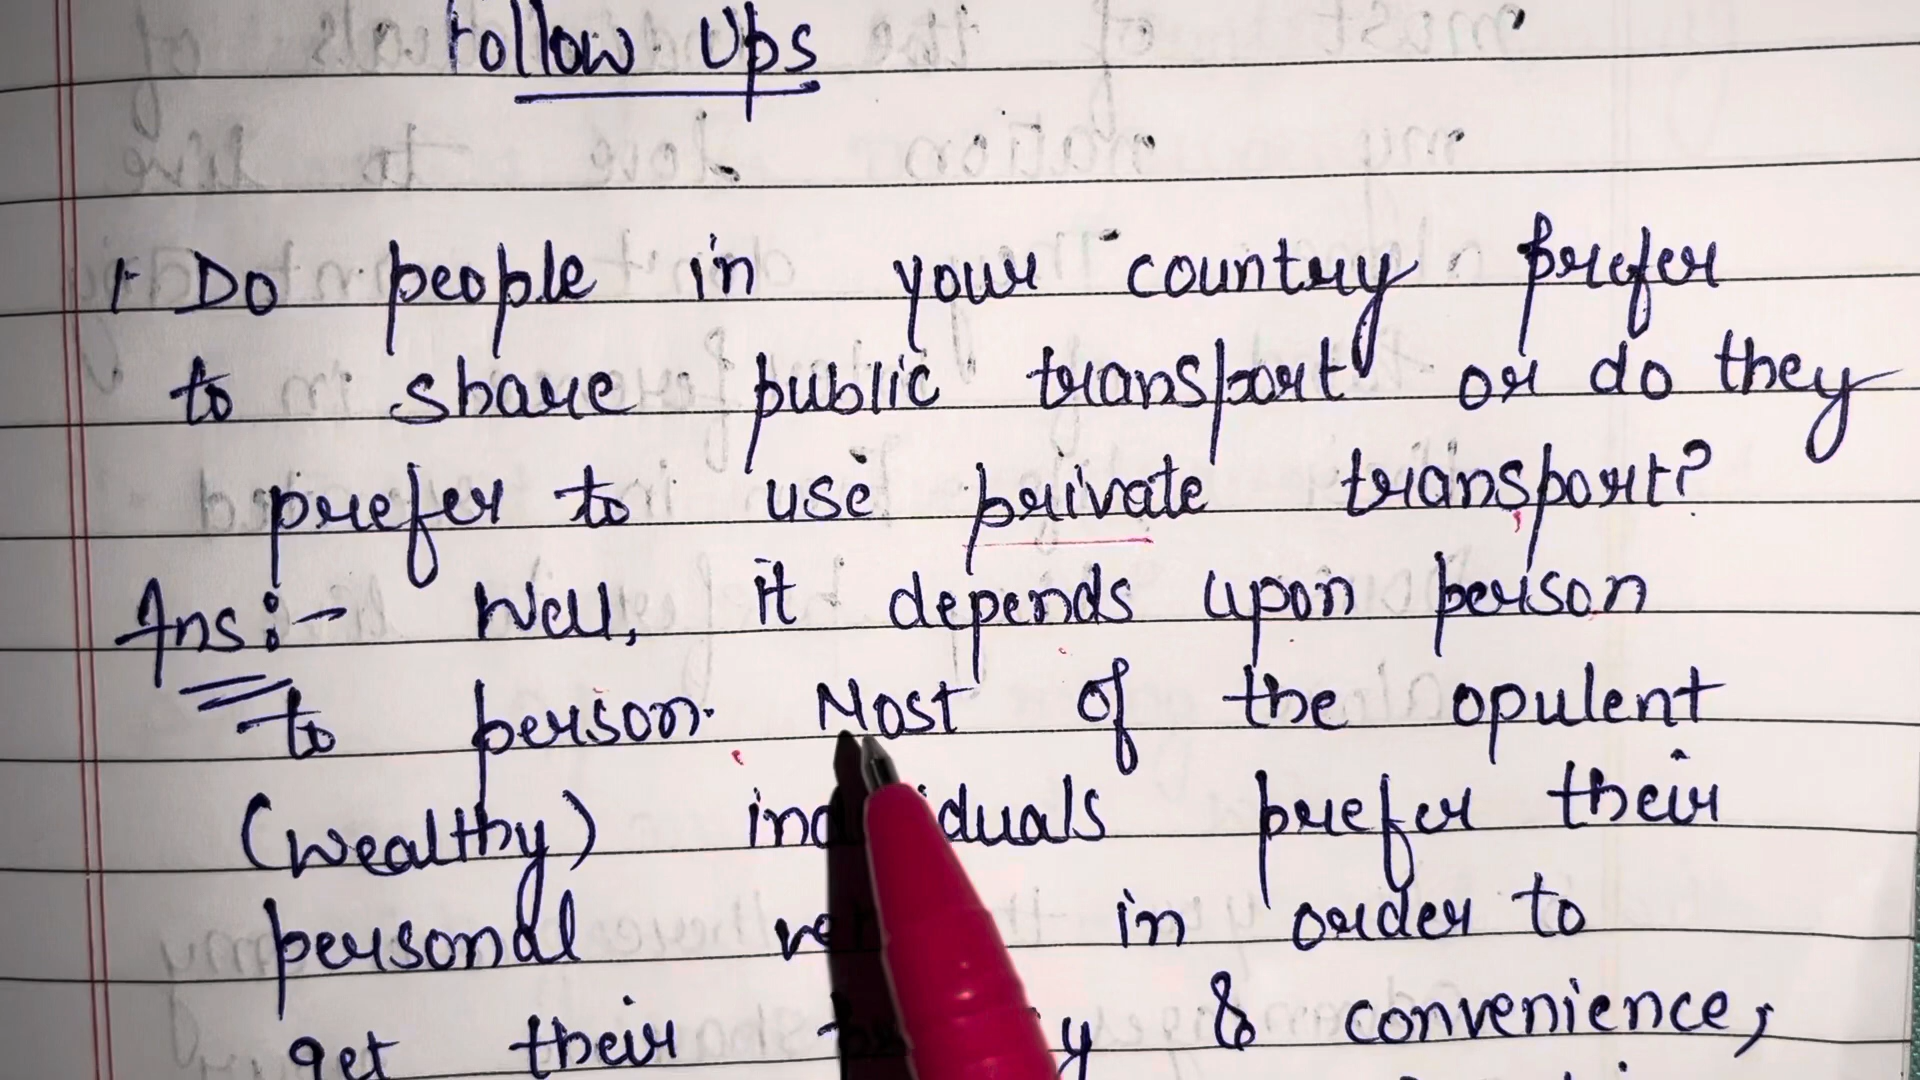 Follow Ups
1. Do people in your country prefer
to share public transport or do they
prefer to use private transport?
Ans:- Well, it depends upon person
to person. Most of the opulent
(wealthy) individuals prefer their
personal in order to
get their & convenience,